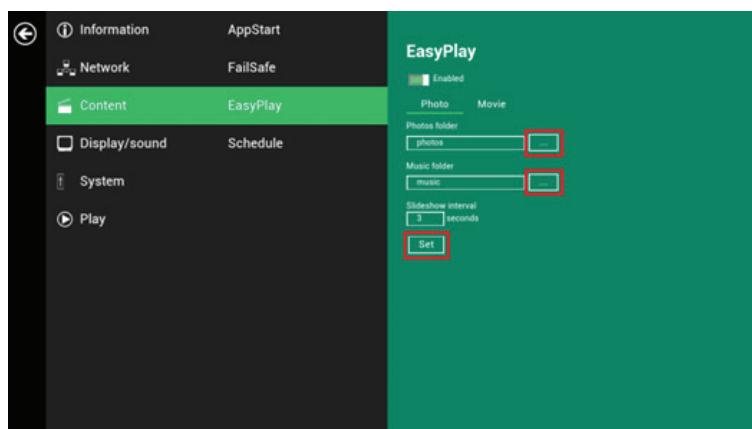 Information
AppStart
Network
FailSafe
Content
EasyPlay
Display/sound
Schedule
System
Play
EasyPlay
Enabled
Photo Movie
Photos folder
photos ...
Music folder
music ...
Slideshow interval
3 seconds
Set